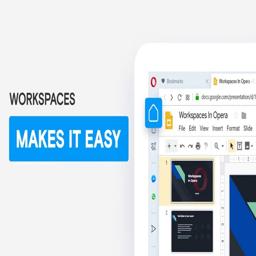 WORKSPACES
MAKES IT EASY
Bookmarks
Workspaces in Opera
docs.google.com/presentation/d/1
Workspaces in Opera
File Edit View Insert Format Slide
Workspaces
in Opera